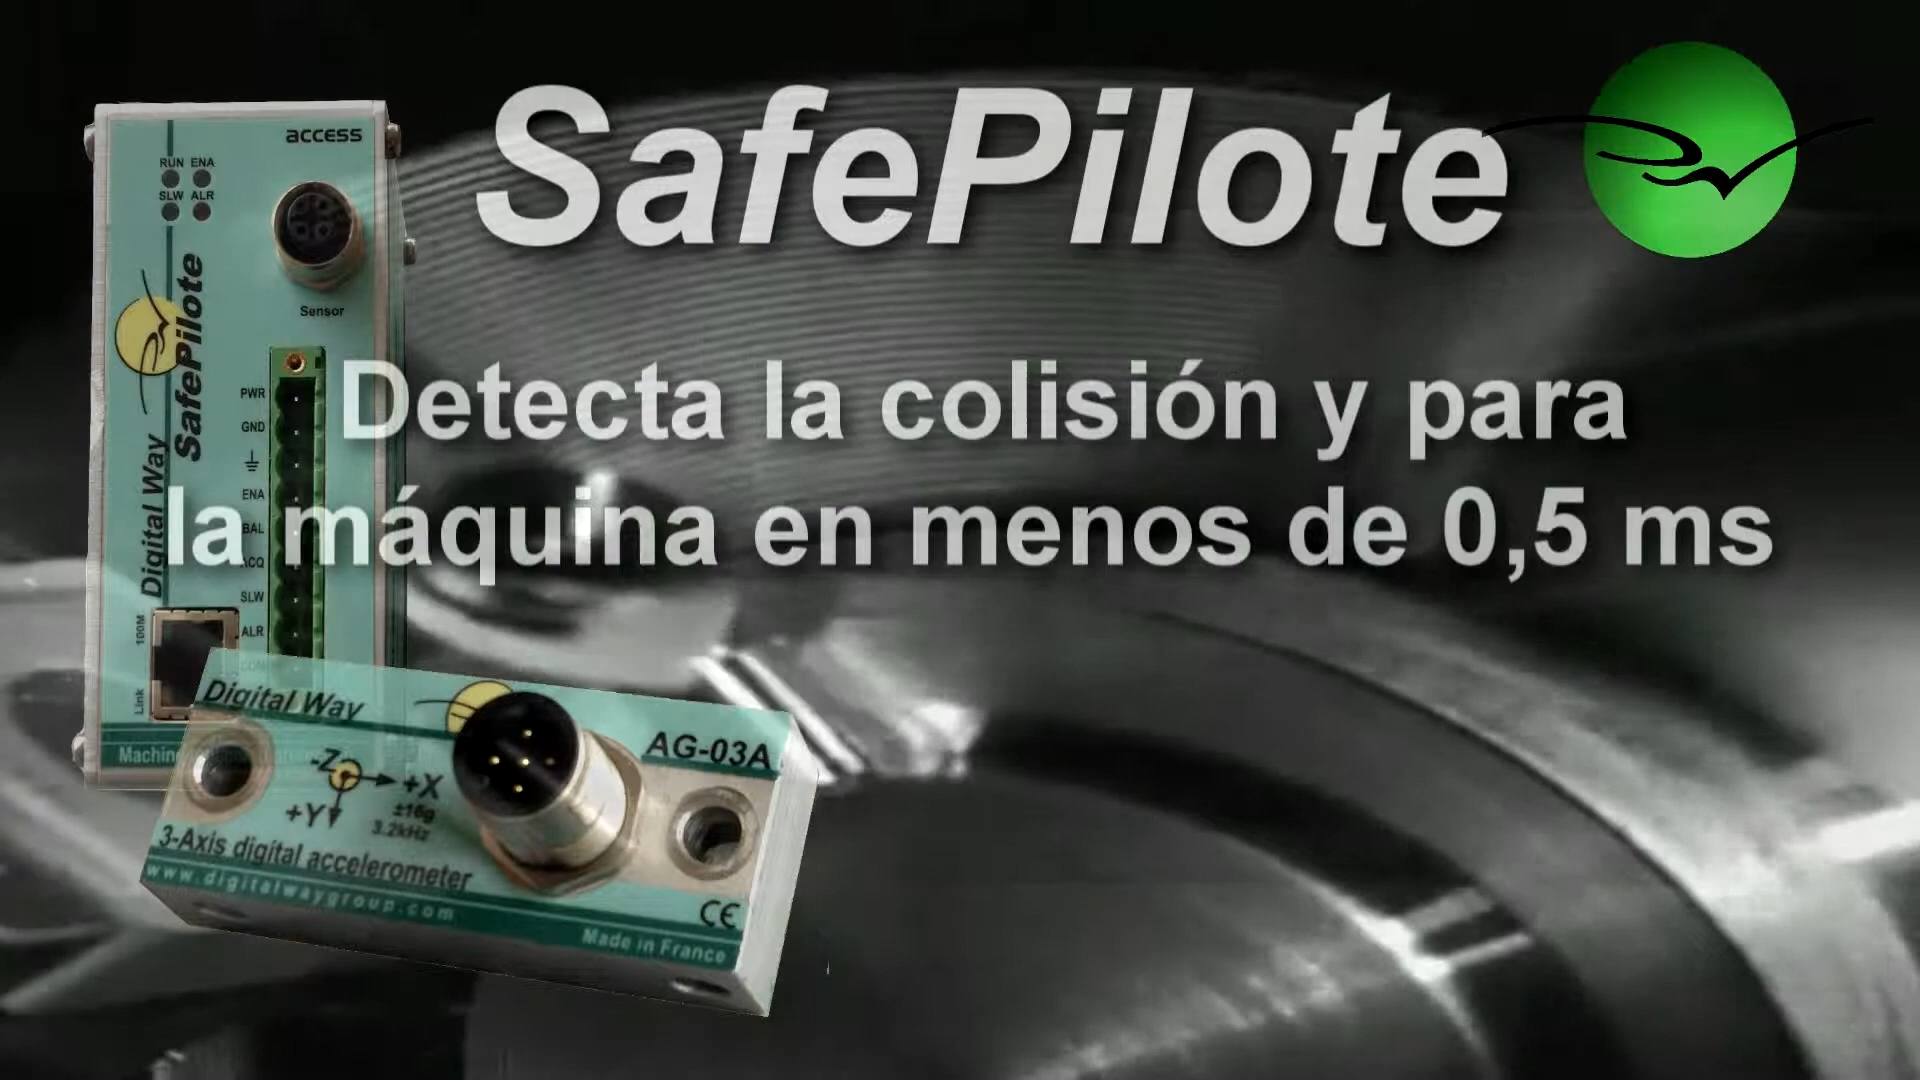 SafePilote
Detecta la colisión y para
la máquina en menos de 0,5 ms
access
RUN ENA
SLW ALR
Sensor
SafePilote
Digital Way
PWR
GND
ENA
BAL
ACQ
SLW
ALR
CON
100M
Link
Machine
Digital Way
AG-03A
-Z
+X
+Y
±16g
3.2kHz
3-Axis digital accelerometer
www.digitalwaygroup.com
CE
Made in France